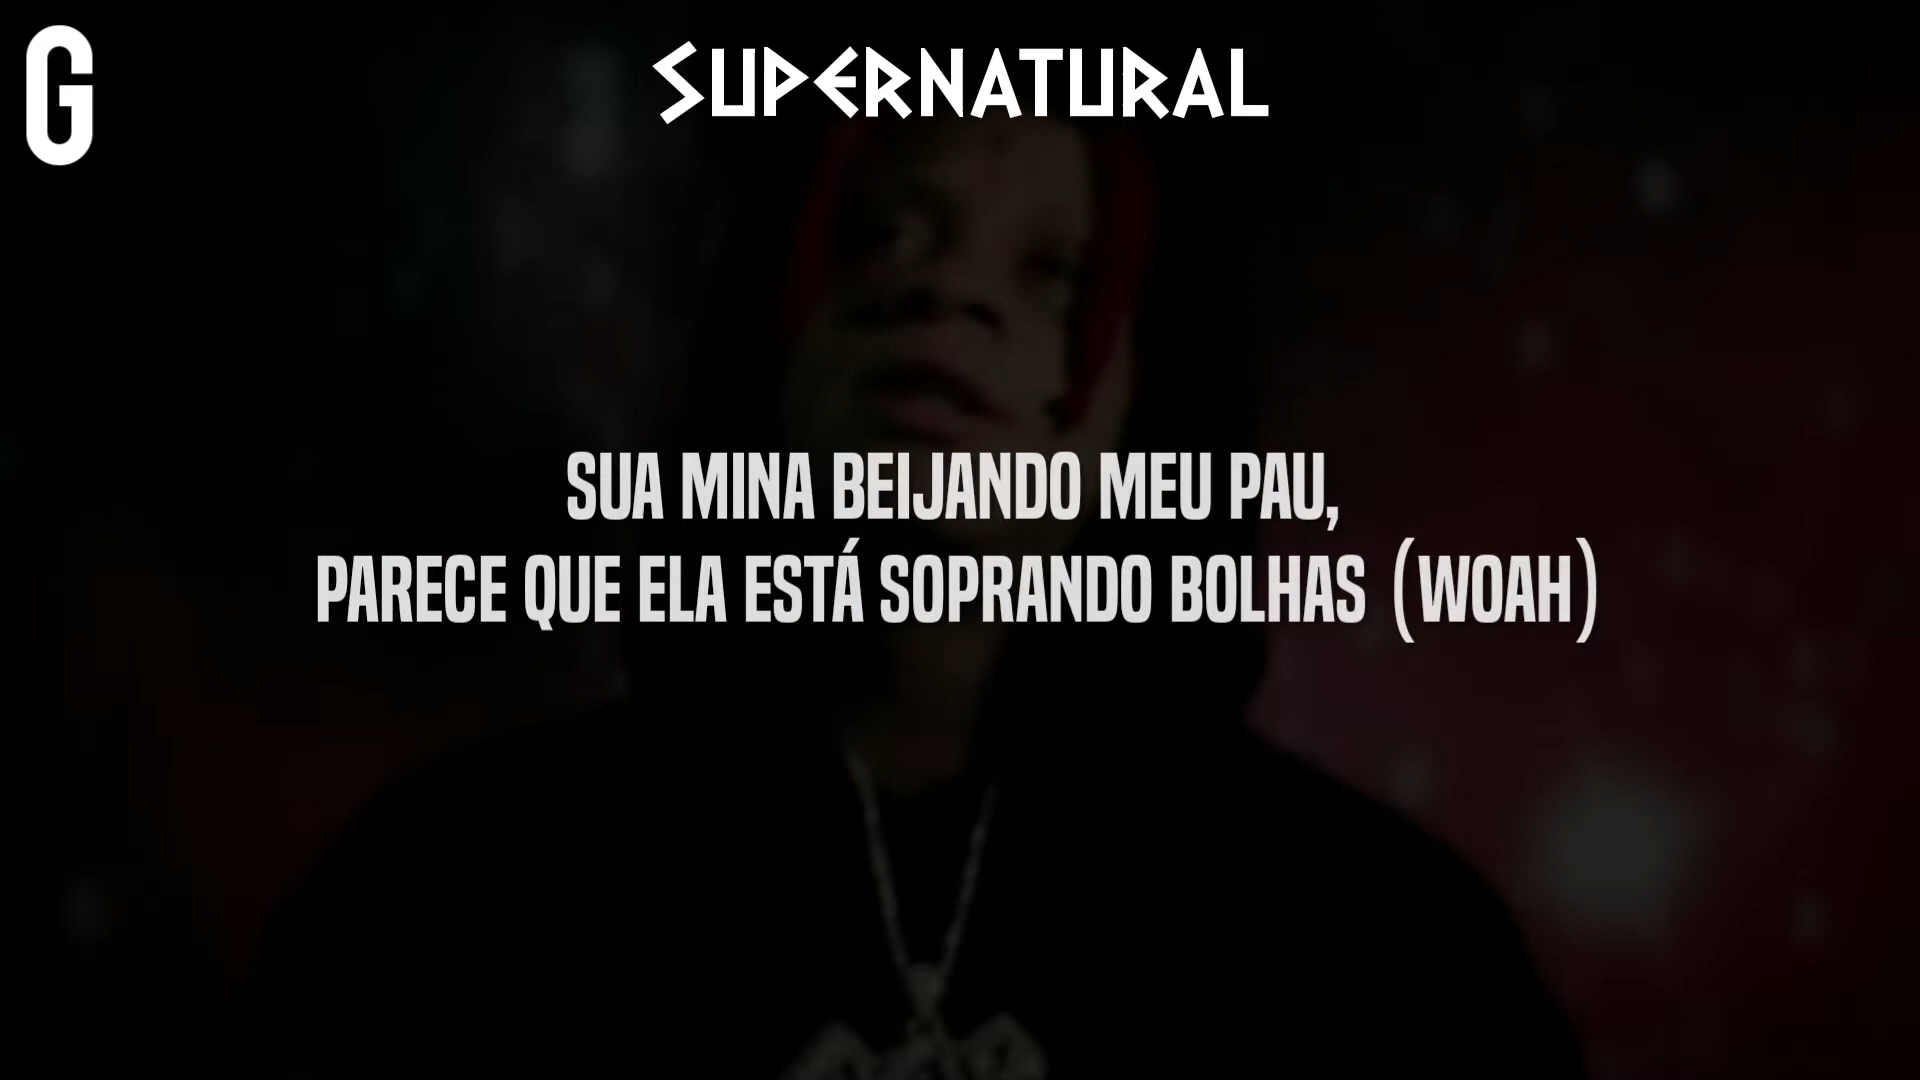 G
SUPERNATURAL
SUA MINA BEIJANDO MEU PAU,
PARECE QUE ELA ESTÁ SOPRANDO BOLHAS (WOAH)